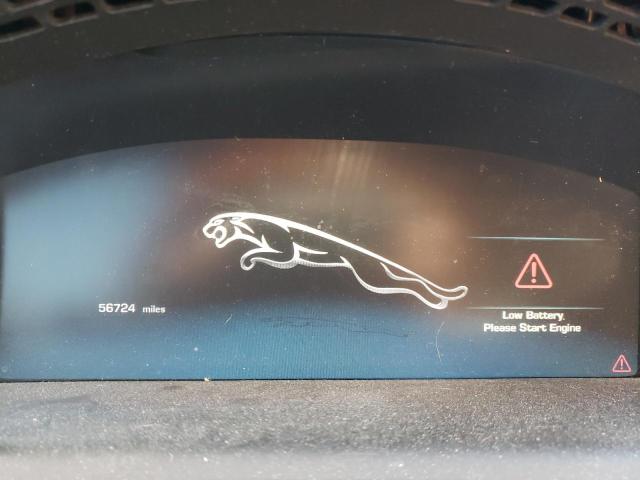 56724 miles
Low Battery.
Please Start Engine